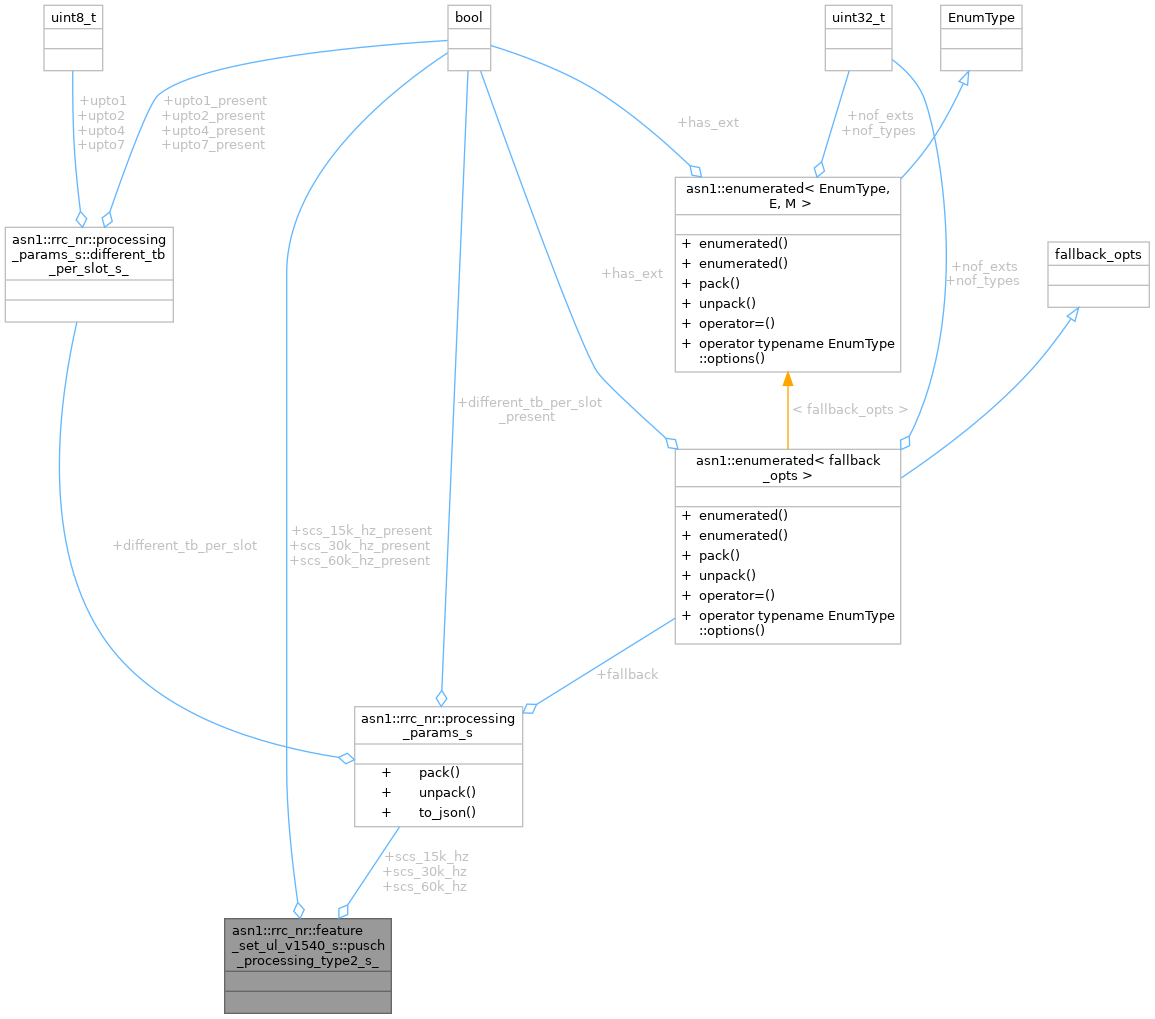 uint8_t
bool
uint32_t
EnumType
+upto1
+upto2
+upto4
+upto7
+upto1_present
+upto2_present
+upto4_present
+upto7_present
+has_ext
+nof_exts
+nof_types
asn1::enumerated< EnumType,
E, M >
+ enumerated()
+ enumerated()
+ pack()
+ unpack()
+ operator=()
+ operator typename EnumType
::options()
asn1::rrc_nr::processing
_params_s::different_tb
_per_slot_s_
+has_ext
+nof_exts
+nof_types
fallback_opts
+different_tb_per_slot
_present
< fallback_opts >
asn1::enumerated< fallback
_opts >
+ enumerated()
+ enumerated()
+ pack()
+ unpack()
+ operator=()
+ operator typename EnumType
::options()
+different_tb_per_slot
+scs_15k_hz_present
+scs_30k_hz_present
+scs_60k_hz_present
+fallback
asn1::rrc_nr::processing
_params_s
+ pack()
+ unpack()
+ to_json()
+scs_15k_hz
+scs_30k_hz
+scs_60k_hz
asn1::rrc_nr::feature
_set_ul_v1540_s::pusch
_processing_type2_s_